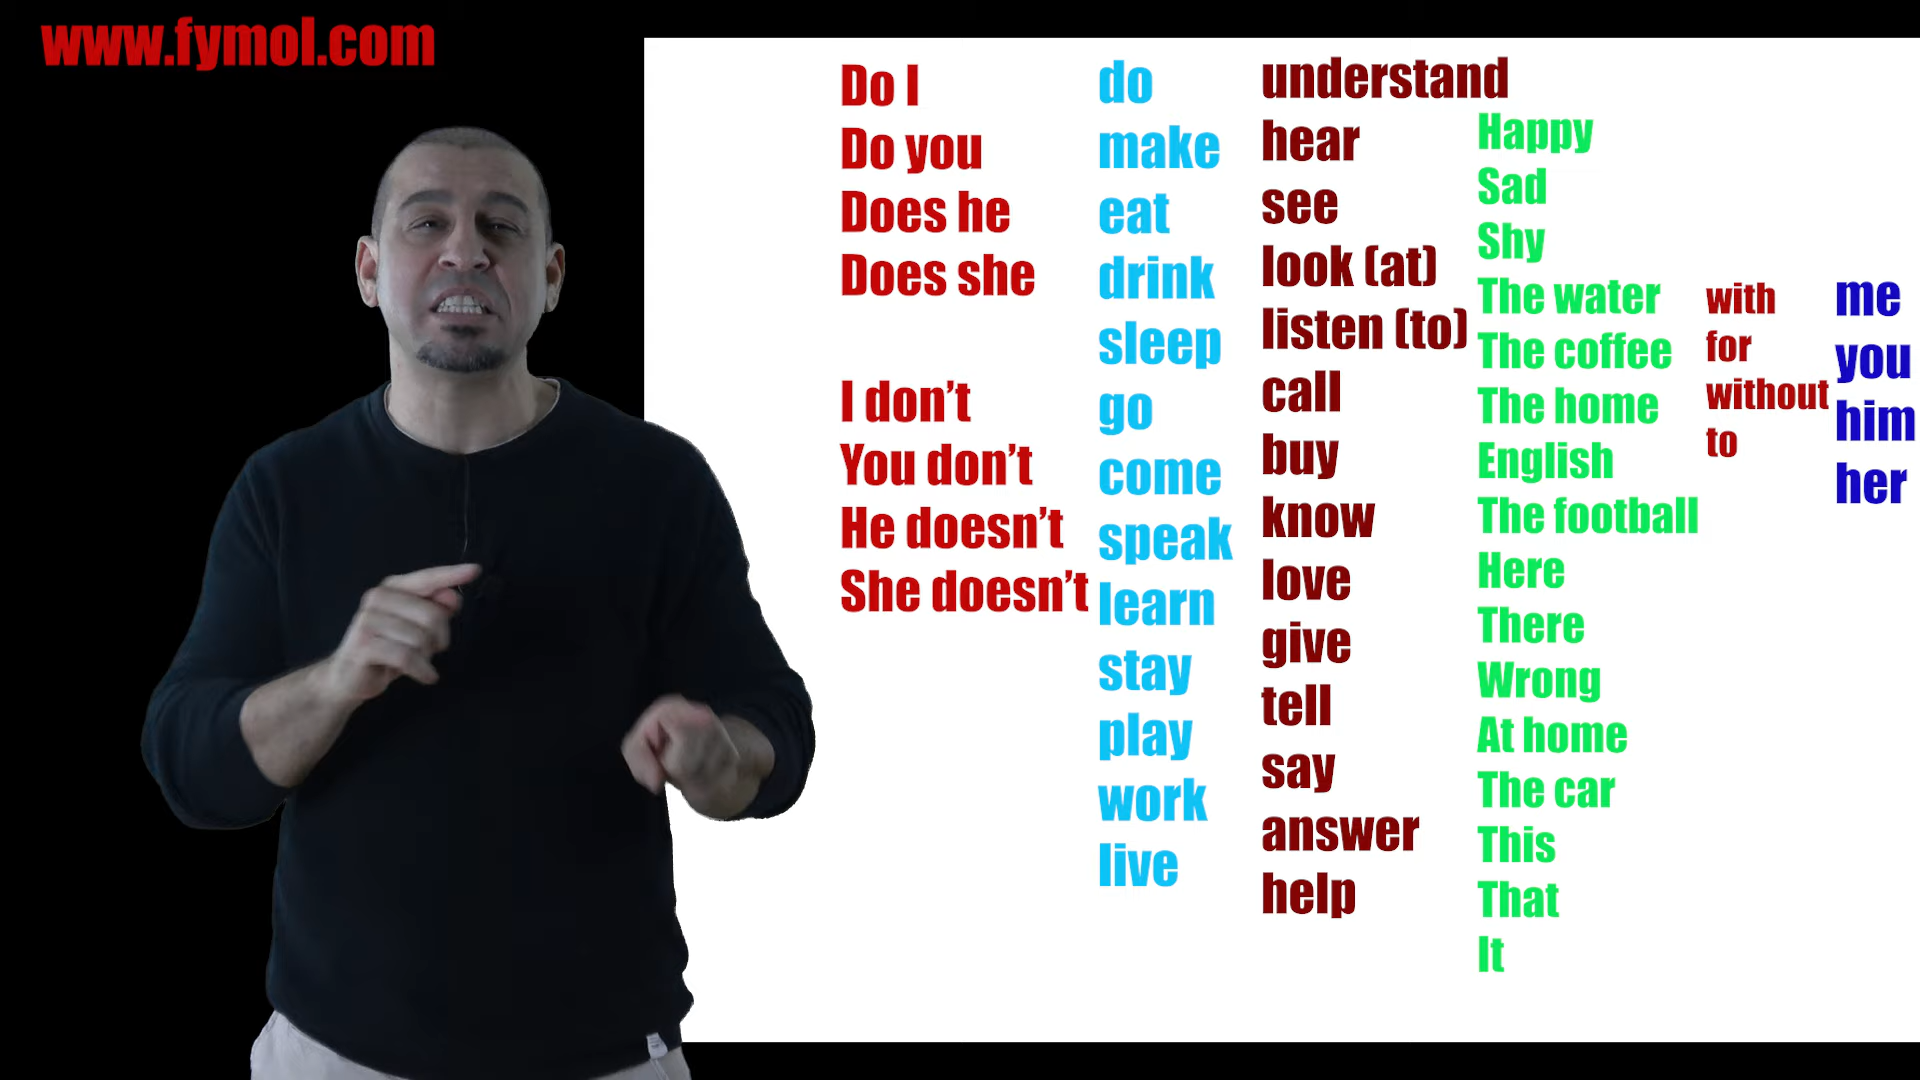 www.fymol.com
Do I
Do you
Does he
Does she
I don't
You don't
He doesn't
She doesn't
do
make
eat
drink
sleep
go
come
speak
learn
stay
play
work
live
understand
hear
see
look (at)
listen (to)
call
buy
know
love
give
tell
say
answer
help
Happy
Sad
Shy
The water
The coffee
The home
English
The football
Here
There
Wrong
At home
The car
This
That
It
with
for
without
to
me
you
him
her